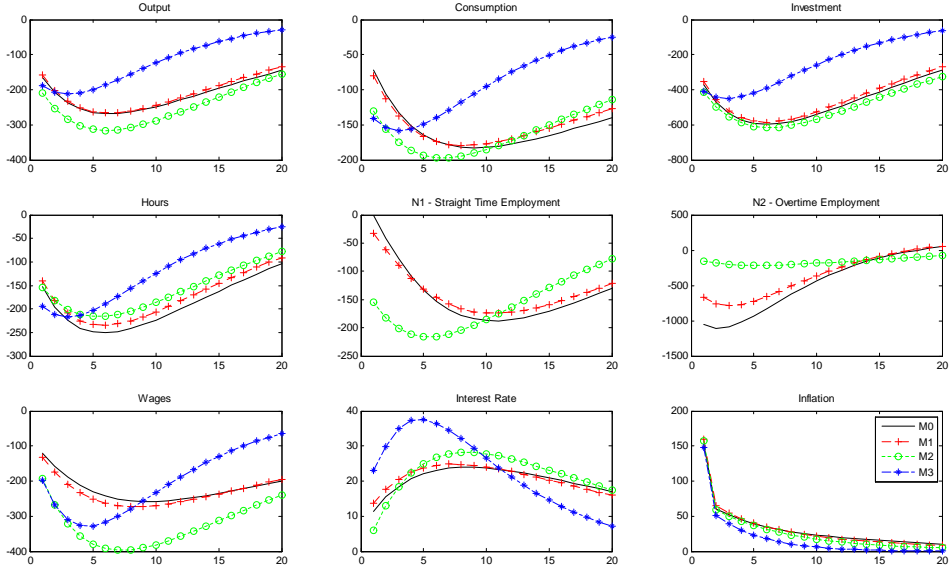 Output
Consumption
Investment
0
-100
-200
-300
-400
0 5 10 15 20
0
-50
-100
-150
-200
0 5 10 15 20
0
-200
-400
-600
-800
0 5 10 15 20
Hours
N1 - Straight Time Employment
N2 - Overtime Employment
0
-50
-100
-150
-200
-250
-300
0 5 10 15 20
0
-50
-100
-150
-200
-250
0 5 10 15 20
500
0
-500
-1000
-1500
0 5 10 15 20
Wages
Interest Rate
Inflation
0
-100
-200
-300
-400
0 5 10 15 20
40
30
20
10
0
0 5 10 15 20
200
150
100
50
0
0 5 10 15 20
M0
M1
M2
M3